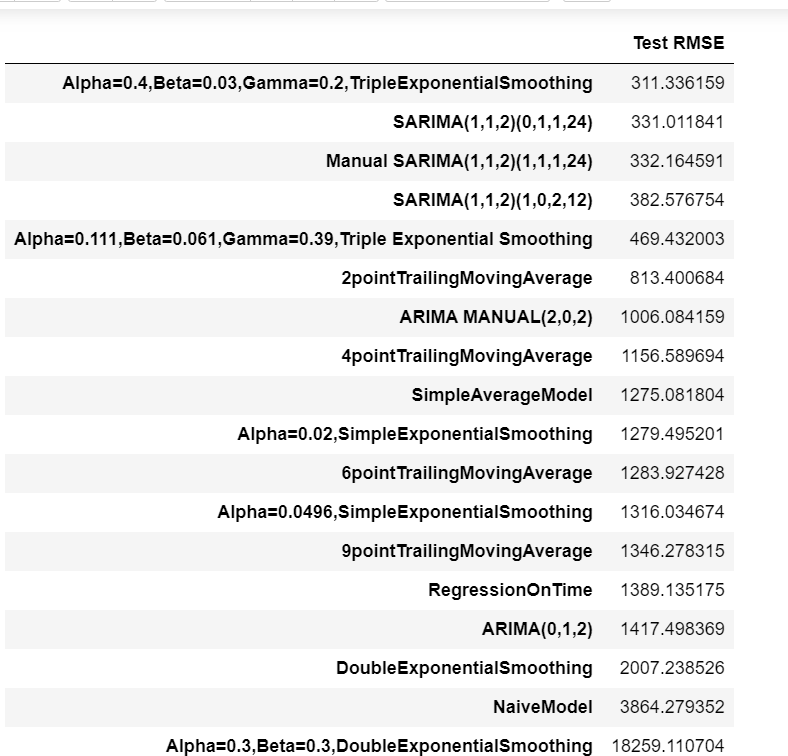 Test RMSE
Alpha=0.4,Beta=0.03,Gamma=0.2,TripleExponentialSmoothing 311.336159
SARIMA(1,1,2)(0,1,1,24) 331.011841
Manual SARIMA(1,1,2)(1,1,1,24) 332.164591
SARIMA(1,1,2)(1,0,2,12) 382.576754
Alpha=0.111,Beta=0.061,Gamma=0.39,Triple Exponential Smoothing 469.432003
2pointTrailingMovingAverage 813.400684
ARIMA MANUAL(2,0,2) 1006.084159
4pointTrailingMovingAverage 1156.589694
SimpleAverageModel 1275.081804
Alpha=0.02,SimpleExponentialSmoothing 1279.495201
6pointTrailingMovingAverage 1283.927428
Alpha=0.0496,SimpleExponentialSmoothing 1316.034674
9pointTrailingMovingAverage 1346.278315
RegressionOnTime 1389.135175
ARIMA(0,1,2) 1417.498369
DoubleExponentialSmoothing 2007.238526
NaiveModel 3864.279352
Alpha=0.3,Beta=0.3,DoubleExponentialSmoothing 18259.110704